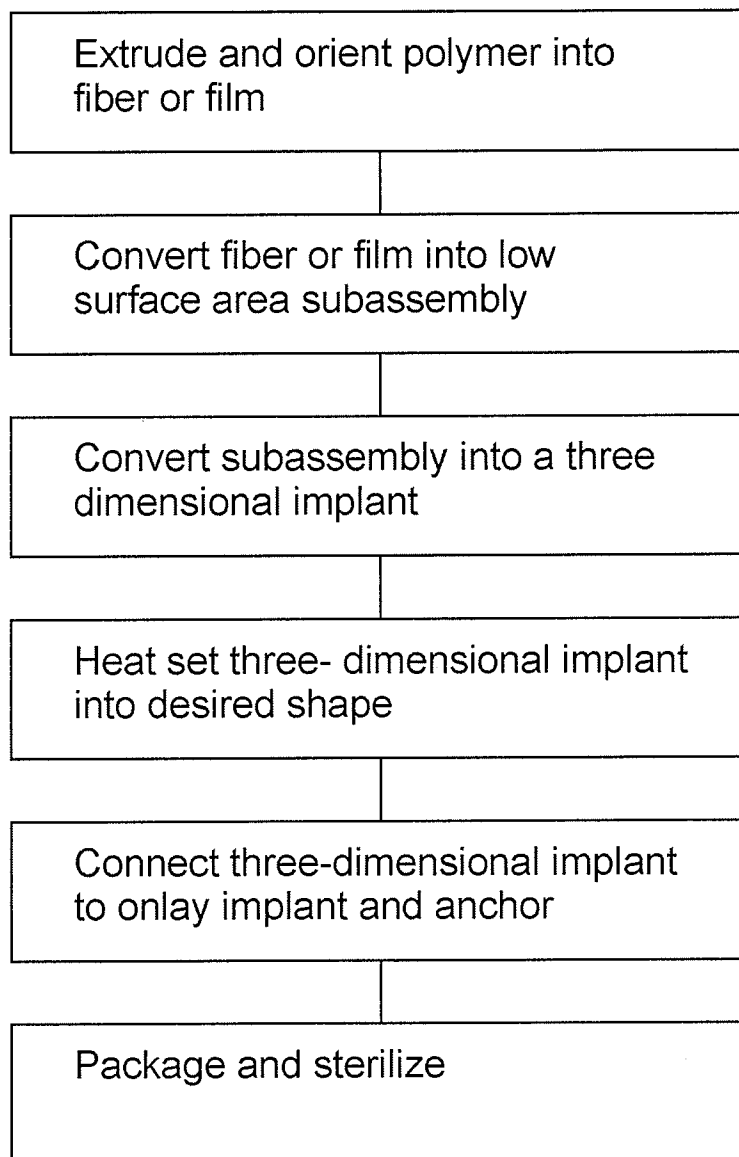 Extrude and orient polymer into
fiber or film
Convert fiber or film into low
surface area subassembly
Convert subassembly into a three
dimensional implant
Heat set three- dimensional implant
into desired shape
Connect three-dimensional implant
to onlay implant and anchor
Package and sterilize